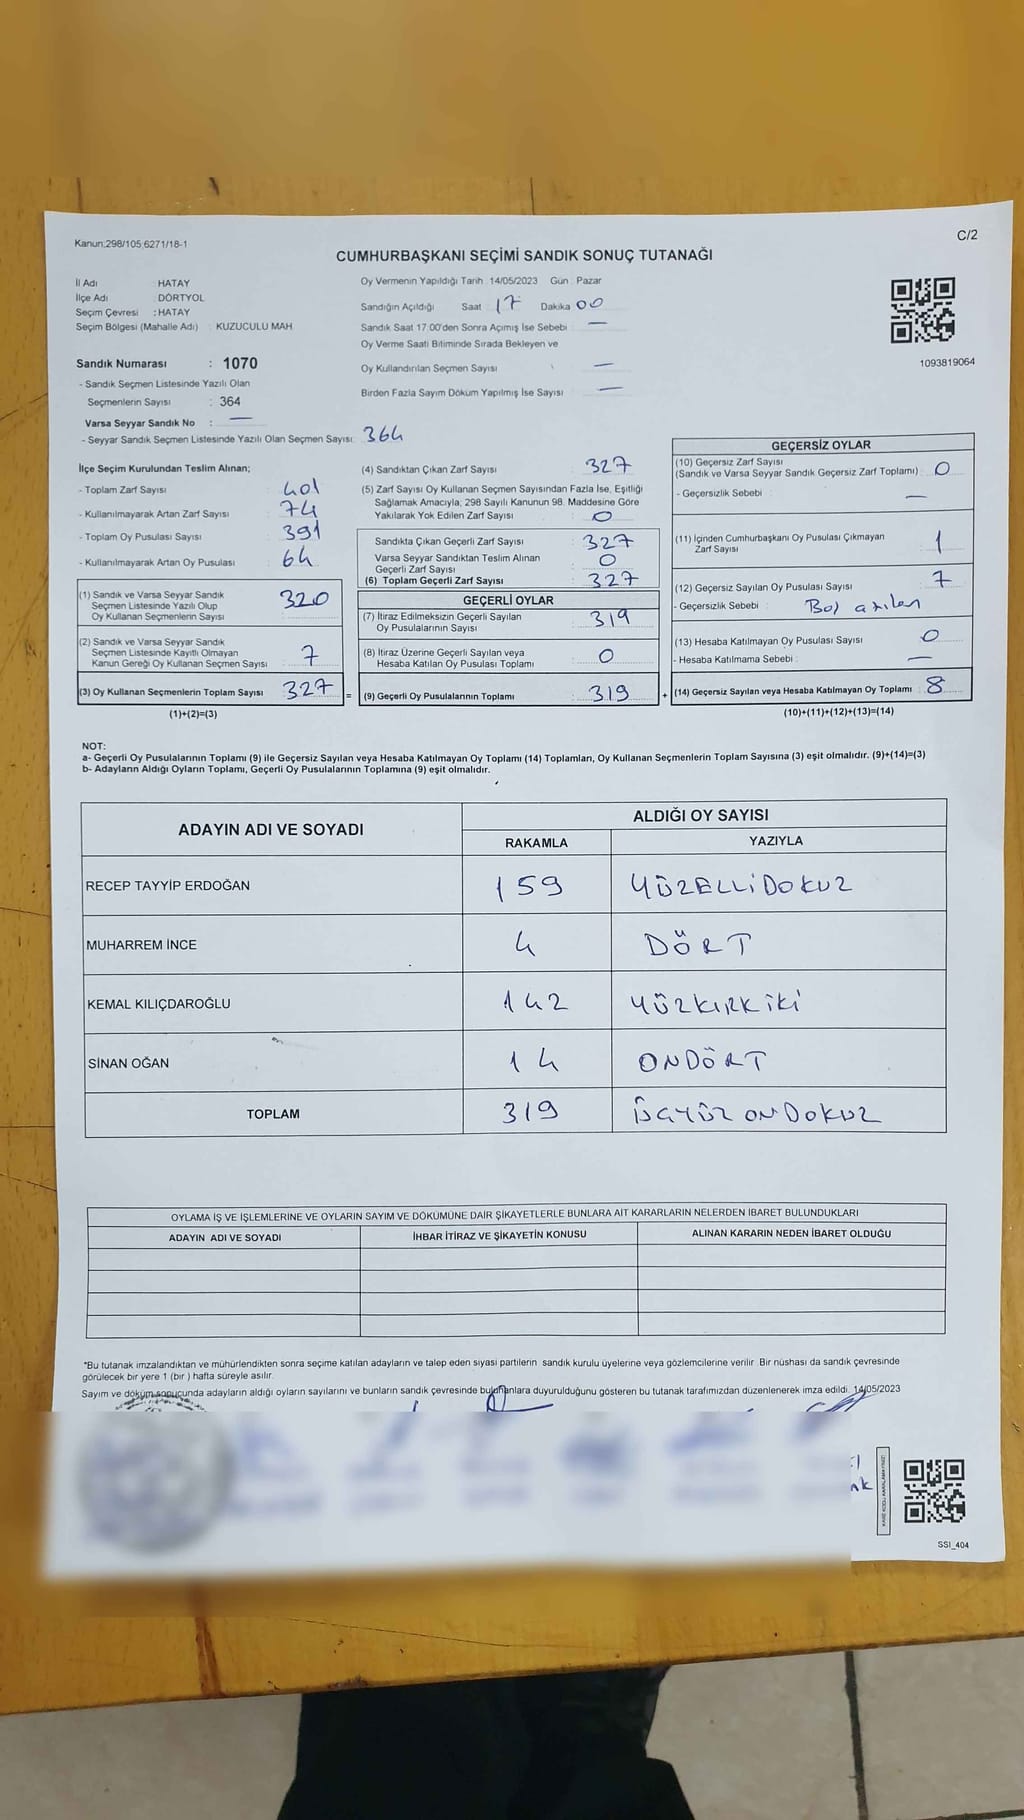 Kanun:298/105;6271/18-1
C/2
CUMHURBAŞKANI SEÇİMİ SANDIK SONUÇ TUTANAĞI
İl Adı : HATAY
İlçe Adı : DÖRTYOL
Seçim Çevresi : HATAY
Seçim Bölgesi (Mahalle Adı) : KUZUCULU MAH.
Sandık Numarası : 1070
- Sandık Seçmen Listesinde Yazılı Olan
Seçmenlerin Sayısı : 364
Varsa Seyyar Sandık No : —
- Seyyar Sandık Seçmen Listesinde Yazılı Olan Seçmen Sayısı: 364
Oy Vermenin Yapıldığı Tarih : 14/05/2023 Gün : Pazar
Sandığın Açıldığı Saat 17 Dakika 00
Sandık Saat 17.00'den Sonra Açımış İse Sebebi : —
Oy Verme Saati Bitiminde Sırada Bekleyen ve
Oy Kullandırılan Seçmen Sayısı : —
Birden Fazla Sayım Döküm Yapılmış İse Sayısı : —
1093819064
İlçe Seçim Kurulundan Teslim Alınan;
- Toplam Zarf Sayısı : 401
- Kullanılmayarak Artan Zarf Sayısı : 74
- Toplam Oy Pusulası Sayısı : 391
- Kullanılmayarak Artan Oy Pusulası : 64
(1) Sandık ve Varsa Seyyar Sandık
Seçmen Listesinde Yazılı Olup
Oy Kullanan Seçmenlerin Sayısı : 320
(2) Sandık ve Varsa Seyyar Sandık
Seçmen Listesinde Kayıtlı Olmayan
Kanun Gereği Oy Kullanan Seçmen Sayısı : 7
(3) Oy Kullanan Seçmenlerin Toplam Sayısı : 327
(1)+(2)=(3)
(4) Sandıktan Çıkan Zarf Sayısı : 327
(5) Zarf Sayısı Oy Kullanan Seçmen Sayısından Fazla İse, Eşitliği
Sağlamak Amacıyla; 298 Sayılı Kanunun 98. Maddesine Göre
Yakılarak Yok Edilen Zarf Sayısı : 0
Sandıkta Çıkan Geçerli Zarf Sayısı : 327
Varsa Seyyar Sandıktan Teslim Alınan
Geçerli Zarf Sayısı : 0
(6) Toplam Geçerli Zarf Sayısı : 327
GEÇERLİ OYLAR
(7) İtiraz Edilmeksizin Geçerli Sayılan
Oy Pusulalarının Sayısı : 319
(8) İtiraz Üzerine Geçerli Sayılan veya
Hesaba Katılan Oy Pusulası Toplamı : 0
= (9) Geçerli Oy Pusulalarının Toplamı : 319 +
GEÇERSİZ OYLAR
(10) Geçersiz Zarf Sayısı
(Sandık ve Varsa Seyyar Sandık Geçersiz Zarf Toplamı) : 0
- Geçersizlik Sebebi : —
(11) İçinden Cumhurbaşkanı Oy Pusulası Çıkmayan
Zarf Sayısı : 1
(12) Geçersiz Sayılan Oy Pusulası Sayısı : 7
- Geçersizlik Sebebi : Boş atılan
(13) Hesaba Katılmayan Oy Pusulası Sayısı : 0
- Hesaba Katılmama Sebebi : —
(14) Geçersiz Sayılan veya Hesaba Katılmayan Oy Toplamı : 8
(10)+(11)+(12)+(13)=(14)
NOT:
a- Geçerli Oy Pusulalarının Toplamı (9) ile Geçersiz Sayılan veya Hesaba Katılmayan Oy Toplamı (14) Toplamları, Oy Kullanan Seçmenlerin Toplam Sayısına (3) eşit olmalıdır. (9)+(14)=(3)
b- Adayların Aldığı Oyların Toplamı, Geçerli Oy Pusulalarının Toplamına (9) eşit olmalıdır.
ADAYIN ADI VE SOYADI
ALDIĞI OY SAYISI
RAKAMLA YAZIYLA
RECEP TAYYİP ERDOĞAN 159 YÜZELLİDOKUZ
MUHARREM İNCE 4 DÖRT
KEMAL KILIÇDAROĞLU 142 YÜZKIRKİKİ
SİNAN OĞAN 14 ONDÖRT
TOPLAM 319 ÜÇYÜZ ONDOKUZ
OYLAMA İŞ VE İŞLEMLERİNE VE OYLARIN SAYIM VE DÖKÜMÜNE DAİR ŞİKAYETLERLE BUNLARA AİT KARARLARIN NELERDEN İBARET BULUNDUKLARI
ADAYIN ADI VE SOYADI İHBAR İTİRAZ VE ŞİKAYETİN KONUSU ALINAN KARARIN NEDEN İBARET OLDUĞU
*Bu tutanak imzalandıktan ve mühürlendikten sonra seçime katılan adayların ve talep eden siyasi partilerin sandık kurulu üyelerine veya gözlemcilerine verilir. Bir nüshası da sandık çevresinde
görülecek bir yere 1 (bir ) hafta süreyle asılır.
Sayım ve döküm sonucunda adayların aldığı oyların sayılarını ve bunların sandık çevresinde bulunanlara duyurulduğunu gösteren bu tutanak tarafımızdan düzenlenerek imza edildi. 14/05/2023
SSI_404